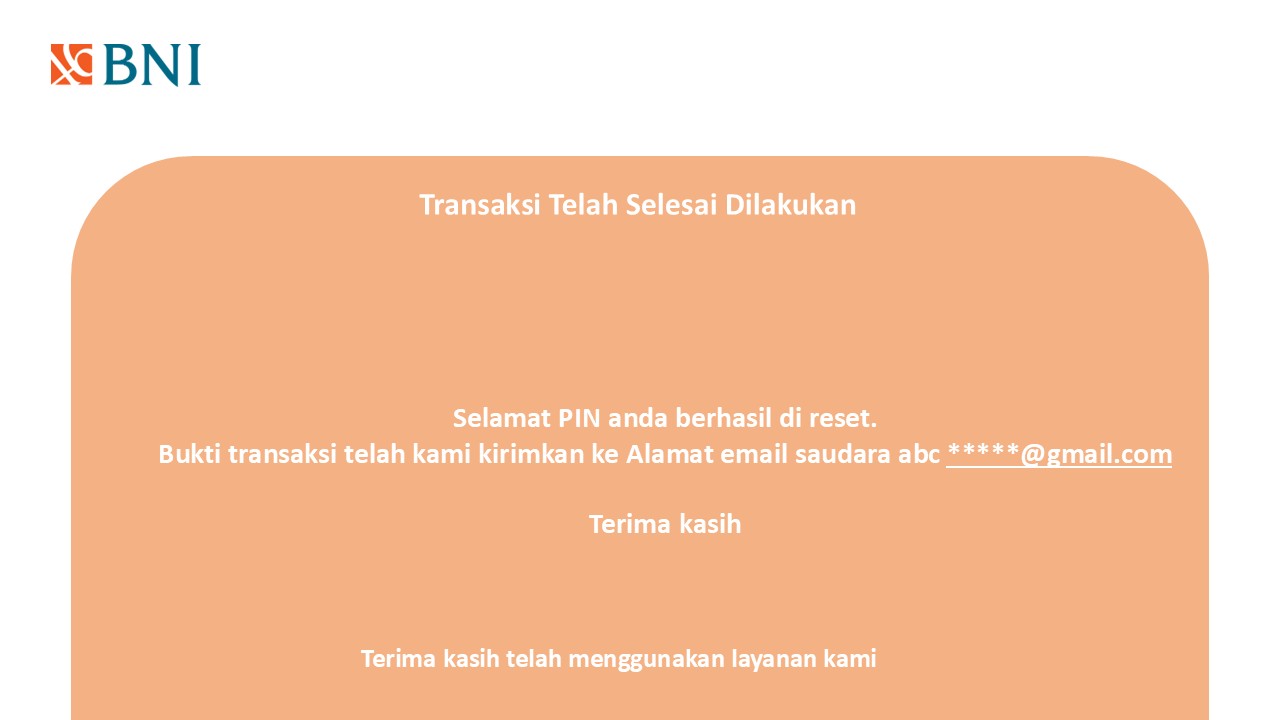 BNI
Transaksi Telah Selesai Dilakukan
Selamat PIN anda berhasil di reset.
Bukti transaksi telah kami kirimkan ke Alamat email saudara abc *****@gmail.com
Terima kasih
Terima kasih telah menggunakan layanan kami